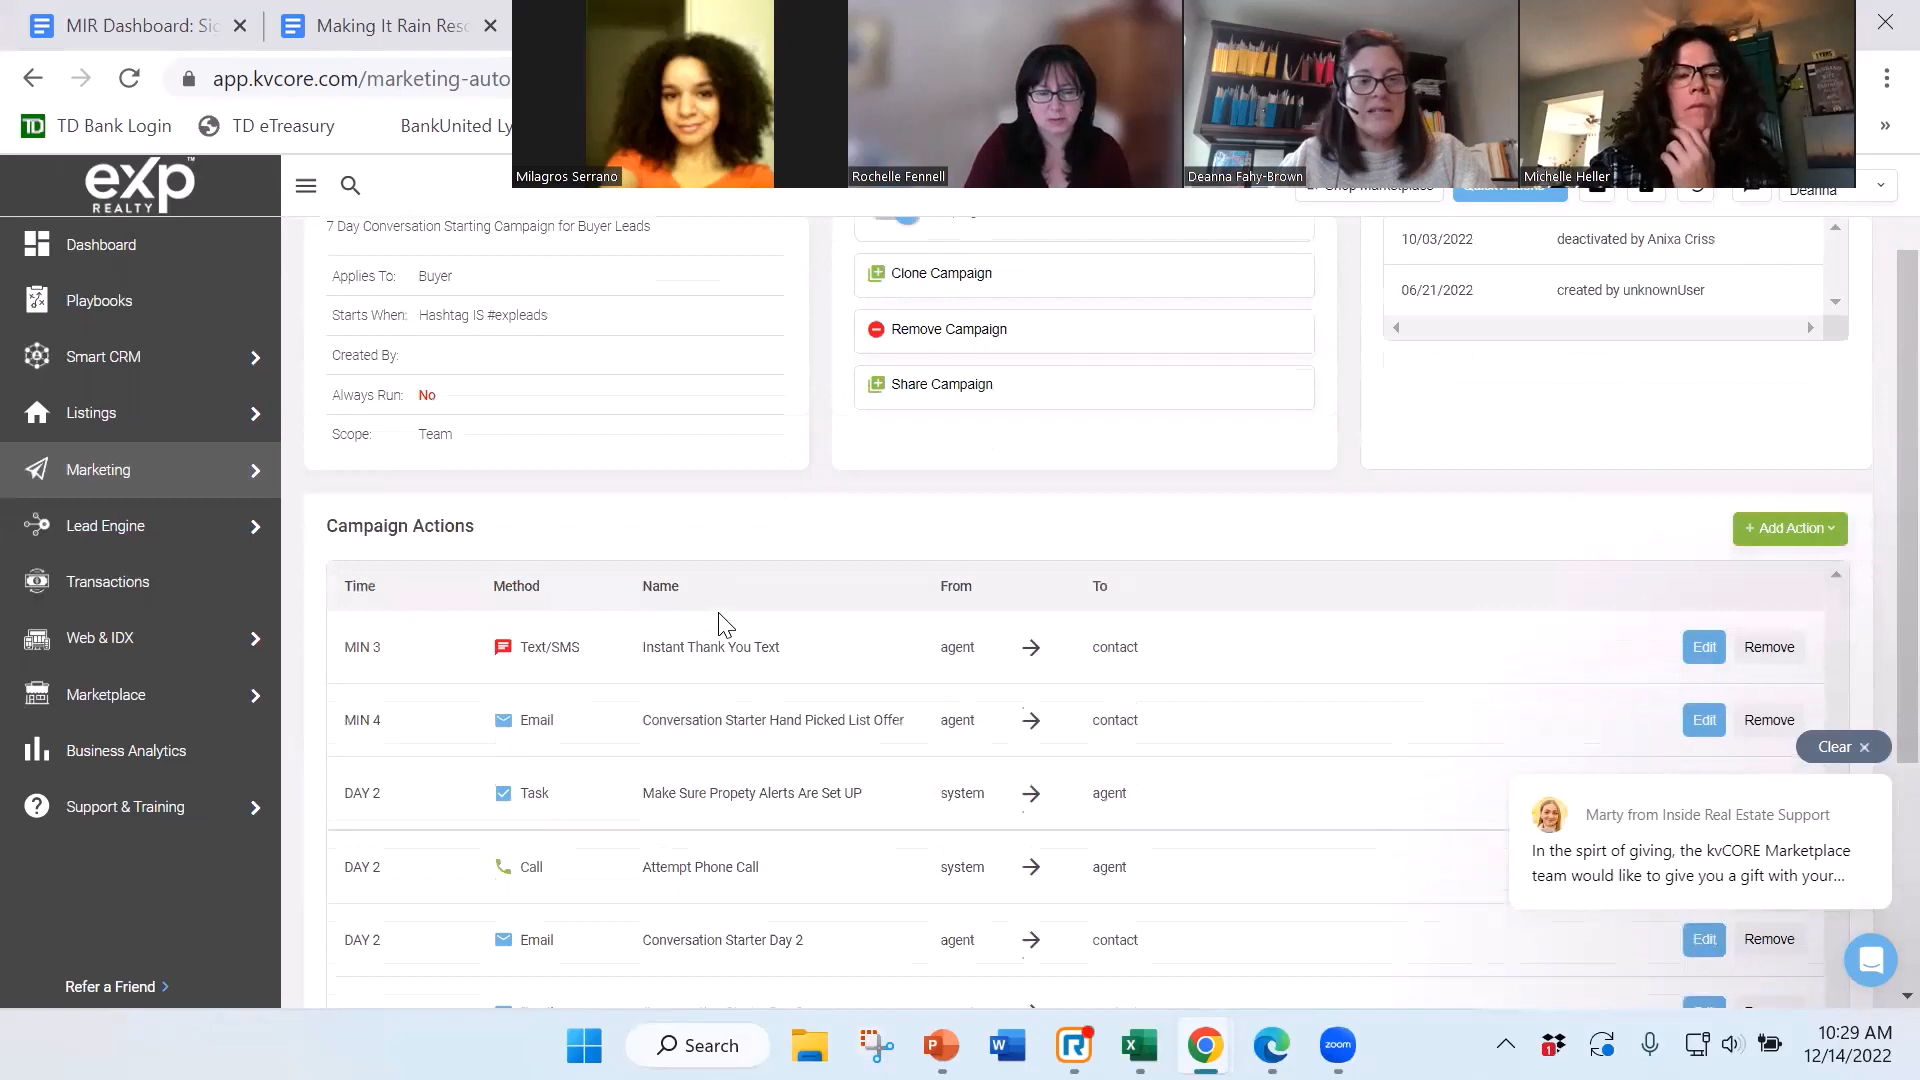 MIR Dashboard: Sig
Making It Rain Reso
app.kvcore.com/marketing-auto
TD Bank Login
TD eTreasury
BankUnited Ly
Milagros Serrano
Rochelle Fennell
Deanna Fahy-Brown
Michelle Heller
exp
REALTY
Deanna
Dashboard
Playbooks
Smart CRM
Listings
Marketing
Lead Engine
Transactions
Web & IDX
Marketplace
Business Analytics
Support & Training
Refer a Friend
7 Day Conversation Starting Campaign for Buyer Leads
Applies To: Buyer
Starts When: Hashtag IS #expleads
Created By:
Always Run: No
Scope: Team
Clone Campaign
Remove Campaign
Share Campaign
10/03/2022 deactivated by Anixa Criss
06/21/2022 created by unknownUser
Campaign Actions
+ Add Action
Time Method Name From To
MIN 3 Text/SMS Instant Thank You Text agent contact Edit Remove
MIN 4 Email Conversation Starter Hand Picked List Offer agent contact Edit Remove
DAY 2 Task Make Sure Propety Alerts Are Set UP system agent
DAY 2 Call Attempt Phone Call system agent
DAY 2 Email Conversation Starter Day 2 agent contact Edit Remove
Clear
Marty from Inside Real Estate Support
In the spirt of giving, the kvCORE Marketplace
team would like to give you a gift with your...
Search
zoom
10:29 AM
12/14/2022